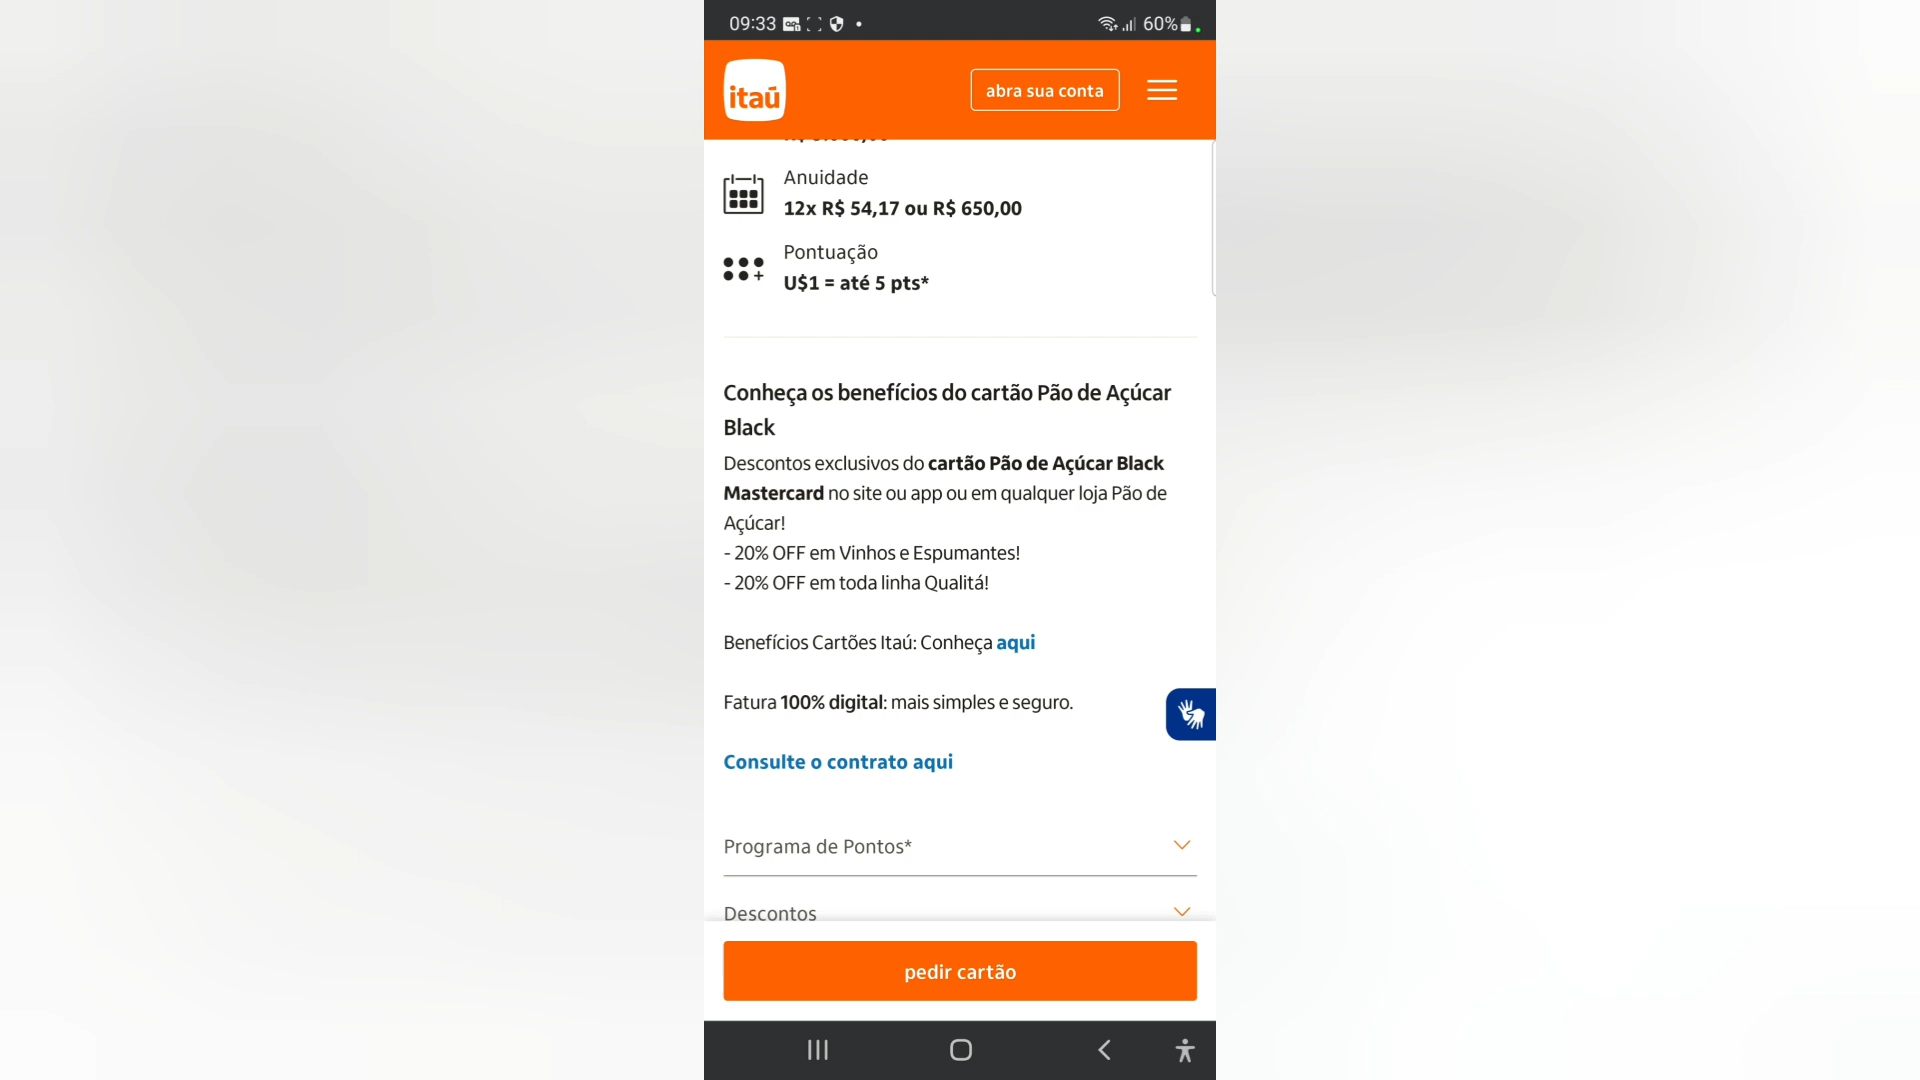 09:33
60%
itaú
abra sua conta
Anuidade
12x R$ 54,17 ou R$ 650,00
Pontuação
U$1 = até 5 pts*
Conheça os benefícios do cartão Pão de Açúcar
Black
Descontos exclusivos do cartão Pão de Açúcar Black
Mastercard no site ou app ou em qualquer loja Pão de
Açúcar!
- 20% OFF em Vinhos e Espumantes!
- 20% OFF em toda linha Qualitá!
Benefícios Cartões Itaú: Conheça aqui
Fatura 100% digital: mais simples e seguro.
Consulte o contrato aqui
Programa de Pontos*
Descontos
pedir cartão